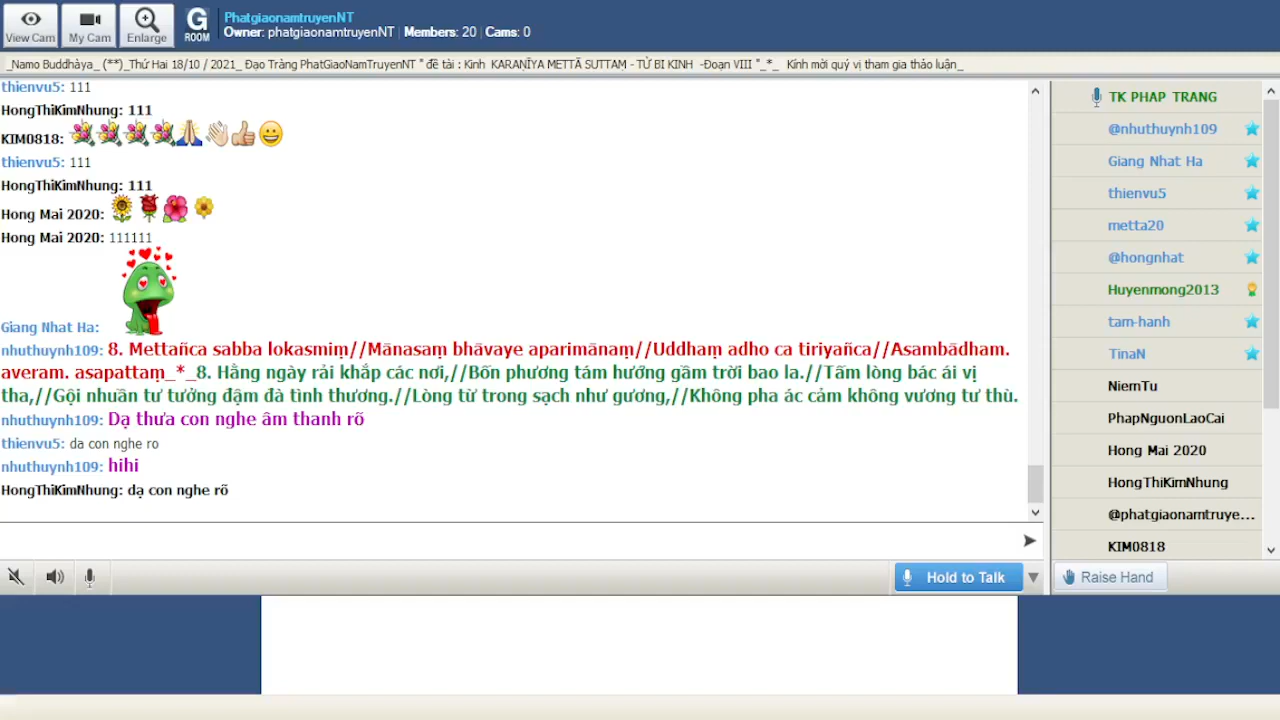 View Cam
My Cam
Enlarge
G
ROOM
PhatgiaonamtruyenNT
Owner: phatgiaonamtruyenNT | Members: 20 | Cams: 0
_Namo Buddhàya_ (**)_Thứ Hai 18/10 / 2021_ Đạo Tràng PhatGiaoNamTruyenNT " đề tài : Kinh KARAṆĪYA METTĀ SUTTAṂ - TỪ BI KINH -Đoạn VIII "_*_ Kính mời quý vị tham gia thảo luận_
thienvu5: 111
HongThiKimNhung: 111
KIM0818:
thienvu5: 111
HongThiKimNhung: 111
Hong Mai 2020:
Hong Mai 2020: 111111
Giang Nhat Ha:
nhuthuynh109: 8. Mettañca sabba lokasmiṃ//Mānasaṃ bhāvaye aparimānaṃ//Uddhaṃ adho ca tiriyañca//Asambādham.
averaṃ. asapattaṃ_*_8. Hằng ngày rải khắp các nơi,//Bốn phương tám hướng gầm trời bao la.//Tấm lòng bác ái vị
tha,//Gội nhuần tư tưởng đậm đà tình thương.//Lòng từ trong sạch như gương,//Không pha ác cảm không vương tư thù.
nhuthuynh109: Dạ thưa con nghe âm thanh rõ
thienvu5: da con nghe ro
nhuthuynh109: hihi
HongThiKimNhung: dạ con nghe rõ
Hold to Talk
TK PHAP TRANG
@nhuthuynh109
Giang Nhat Ha
thienvu5
metta20
@hongnhat
Huyenmong2013
tam-hanh
TinaN
NiemTu
PhapNguonLaoCai
Hong Mai 2020
HongThiKimNhung
@phatgiaonamtruye...
KIM0818
Raise Hand